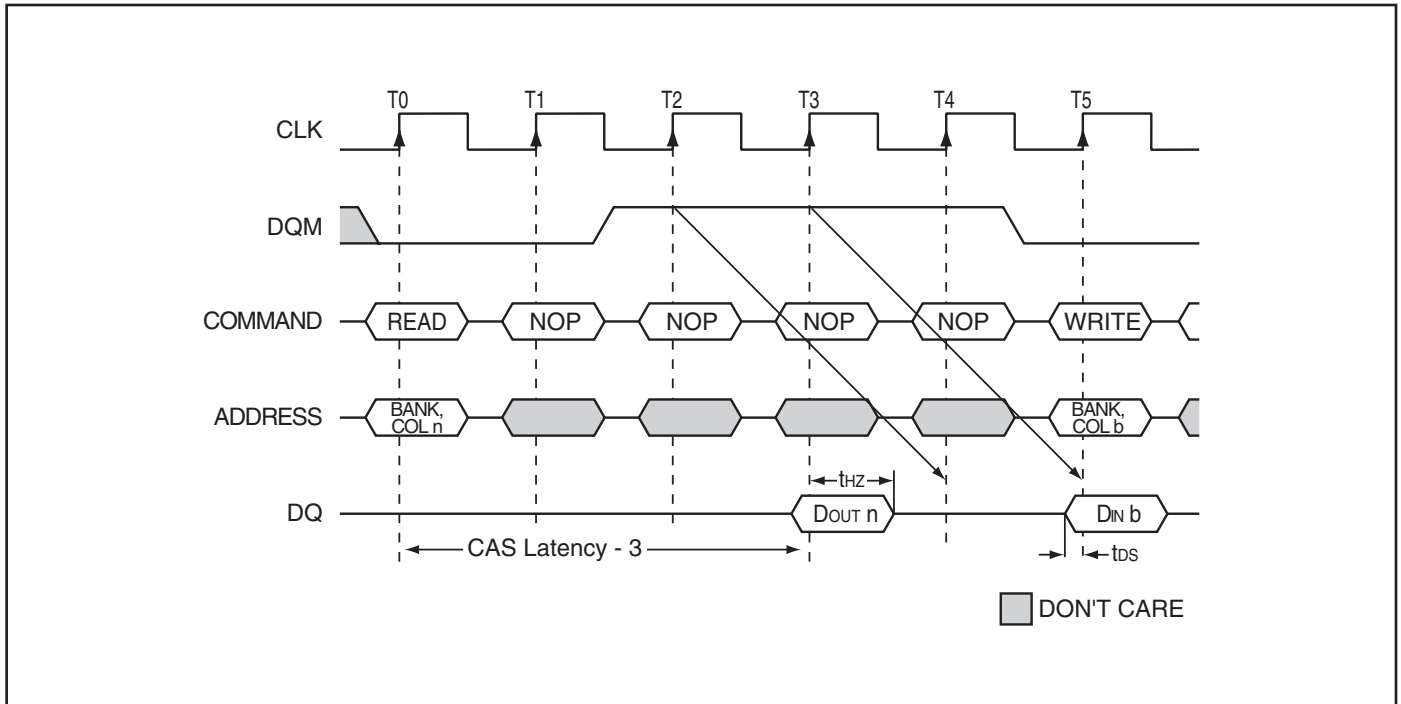 T0 T1 T2 T3 T4 T5
CLK
DQM
COMMAND READ NOP NOP NOP NOP WRITE
ADDRESS BANK, COL n BANK, COL b
tHZ
DQ DOUT n DIN b
CAS Latency - 3 tDS
DON'T CARE